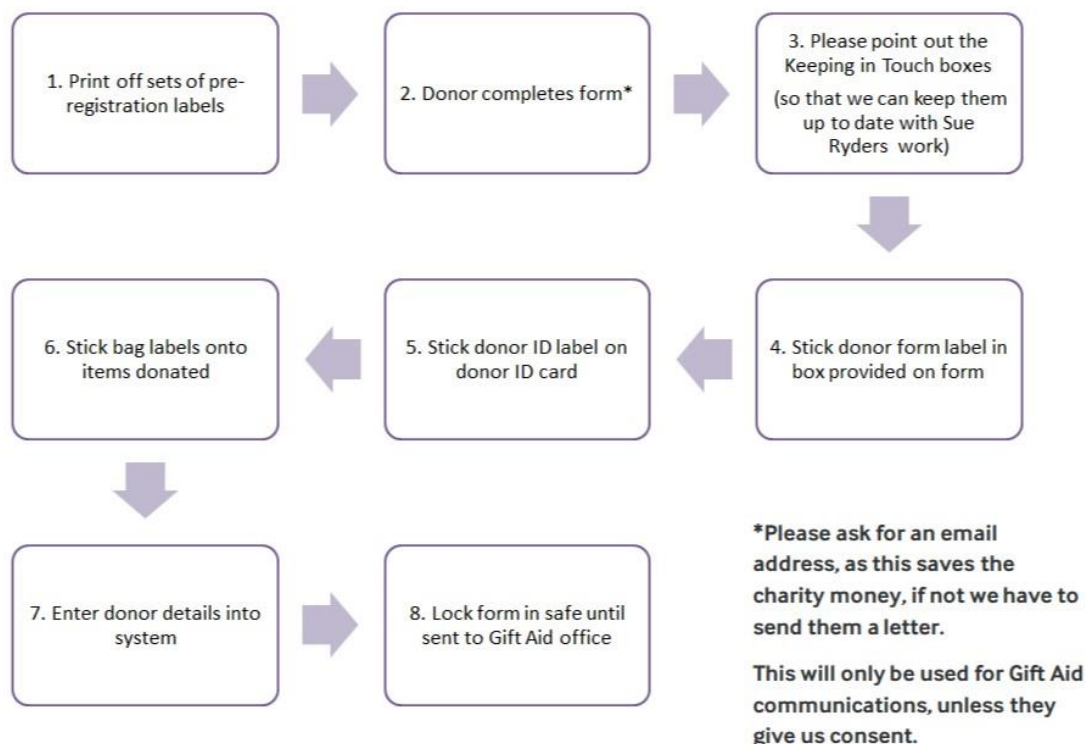 1. Print off sets of pre-
registration labels
2. Donor completes form*
3. Please point out the
Keeping in Touch boxes
(so that we can keep them
up to date with Sue
Ryders work)
4. Stick donor form label in
box provided on form
5. Stick donor ID label on
donor ID card
6. Stick bag labels onto
items donated
7. Enter donor details into
system
8. Lock form in safe until
sent to Gift Aid office
*Please ask for an email
address, as this saves the
charity money, if not we have to
send them a letter.
This will only be used for Gift Aid
communications, unless they
give us consent.